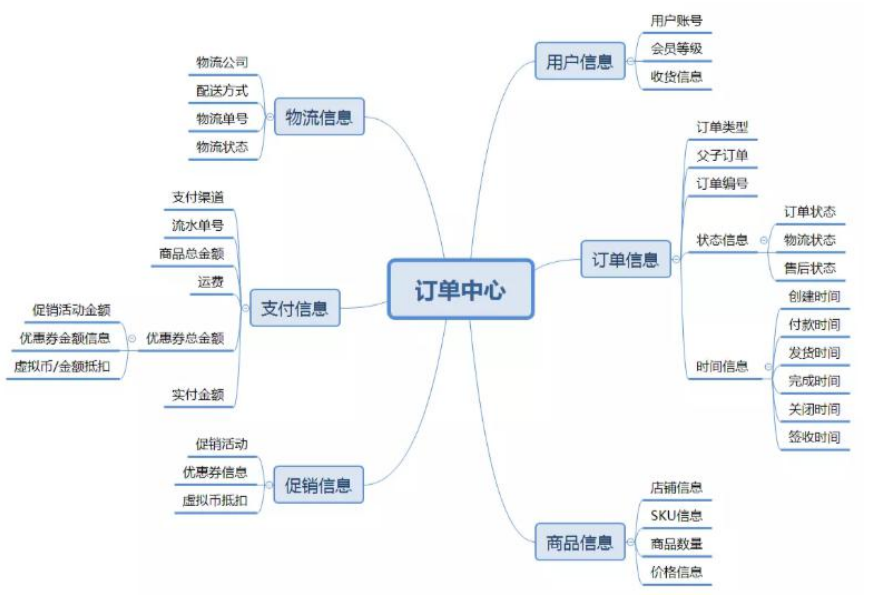 订单中心
用户信息
用户账号
会员等级
收货信息
订单信息
订单类型
父子订单
订单编号
状态信息
订单状态
物流状态
售后状态
时间信息
创建时间
付款时间
发货时间
完成时间
关闭时间
签收时间
商品信息
店铺信息
SKU信息
商品数量
价格信息
物流信息
物流公司
配送方式
物流单号
物流状态
支付信息
支付渠道
流水单号
商品总金额
运费
优惠券总金额
促销活动金额
优惠券金额信息
虚拟币/金额抵扣
实付金额
促销信息
促销活动
优惠券信息
虚拟币抵扣